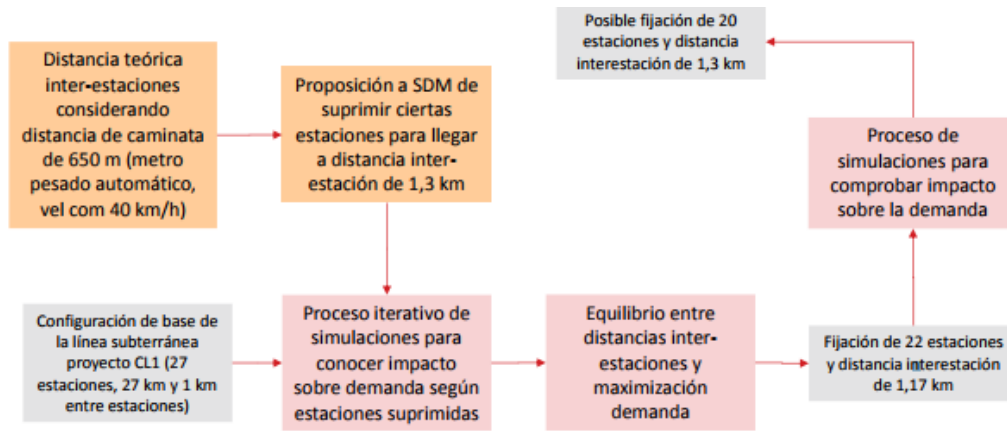 Distancia teórica
inter-estaciones
considerando
distancia de caminata
de 650 m (metro
pesado automático,
vel com 40 km/h)
Proposición a SDM de
suprimir ciertas
estaciones para llegar
a distancia inter-
estación de 1,3 km
Posible fijación de 20
estaciones y distancia
interestación de 1,3 km
Proceso de
simulaciones para
comprobar impacto
sobre la demanda
Configuración de base de
la línea subterránea
proyecto CL1 (27
estaciones, 27 km y 1 km
entre estaciones)
Proceso iterativo de
simulaciones para
conocer impacto
sobre demanda según
estaciones suprimidas
Equilibrio entre
distancias inter-
estaciones y
maximización
demanda
Fijación de 22 estaciones
y distancia interestación
de 1,17 km